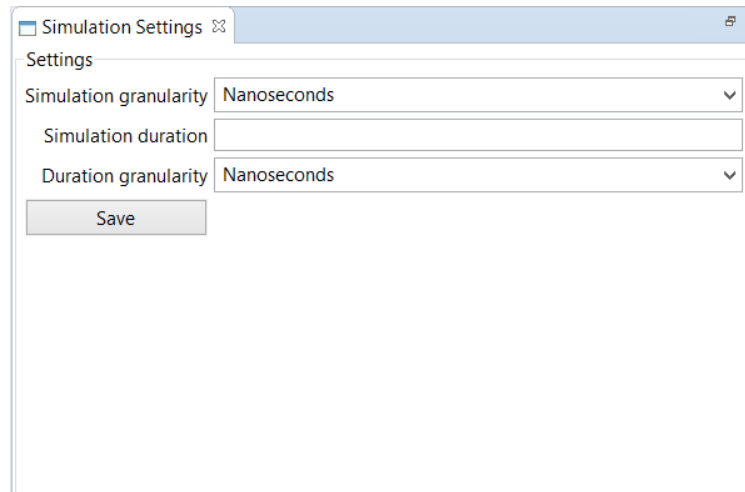 Simulation Settings
Settings
Simulation granularity Nanoseconds
Simulation duration
Duration granularity Nanoseconds
Save